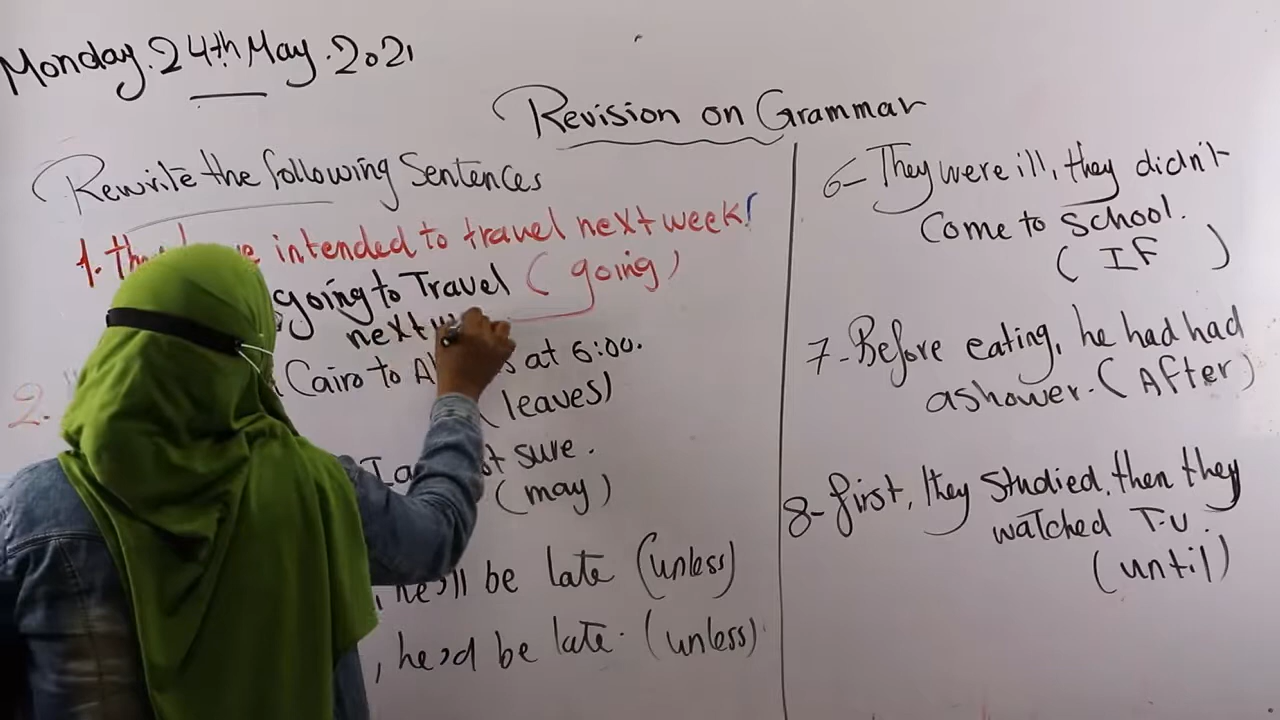 Monday. 24th May. 2021
Revision on Grammar
Rewrite the following Sentences
1. intended to travel next week!
going to Travel (going)
next
2. Cairo to at 6:00.
(leaves)
sure.
(may)
, he'll be late (unless)
, he'd be late. (unless)
6- They were ill, they didn't
Come to School.
(IF)
7- Before eating, he had had
a shower. (After)
8- first, they Studied, then they
watched T.V.
(until)